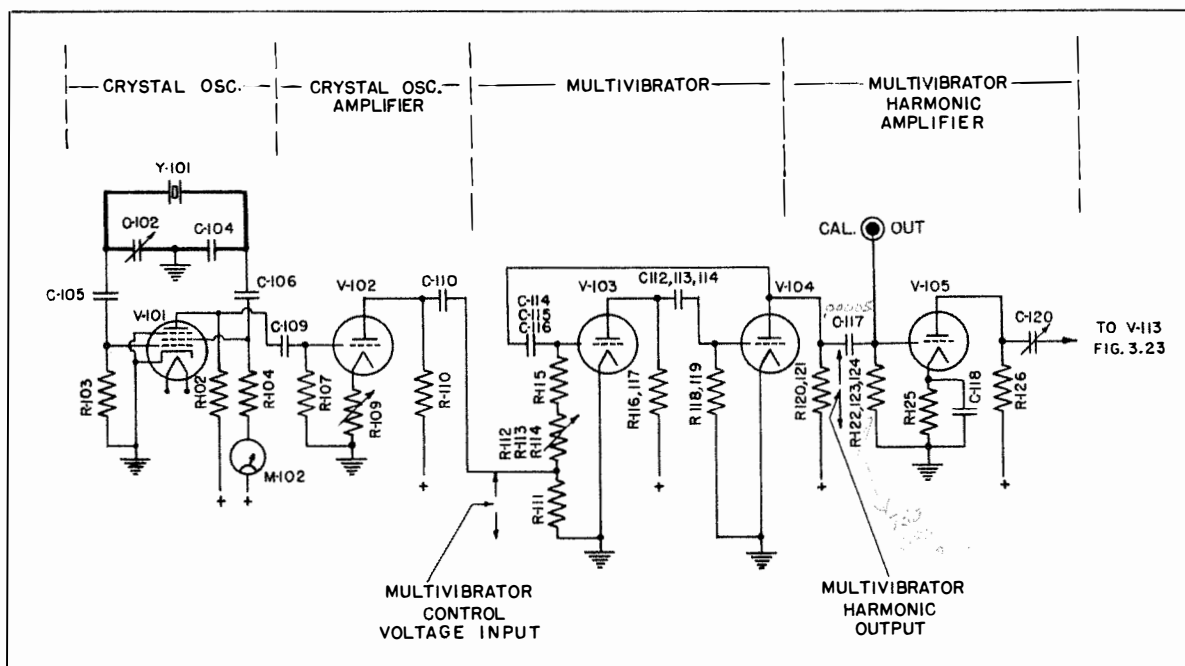 CRYSTAL OSC.
CRYSTAL OSC.
AMPLIFIER
MULTIVIBRATOR
MULTIVIBRATOR
HARMONIC
AMPLIFIER
Y-101
C-102
C-104
C-105
C-106
V-101
C-109
V-102
C-110
C-114
C-115
C-116
V-103
C112,113,114
V-104
C-117
CAL. OUT
V-105
C-120
TO V-113
FIG. 3.23
R-103
R-102
R-104
M-102
R-107
R-109
R-110
R-115
R-112
R-113
R-114
R-111
R-116,117
R118,119
R120,121
R-122,123,124
R-125
C-118
R-126
+
+
+
+
+
+
MULTIVIBRATOR
CONTROL
VOLTAGE INPUT
MULTIVIBRATOR
HARMONIC
OUTPUT